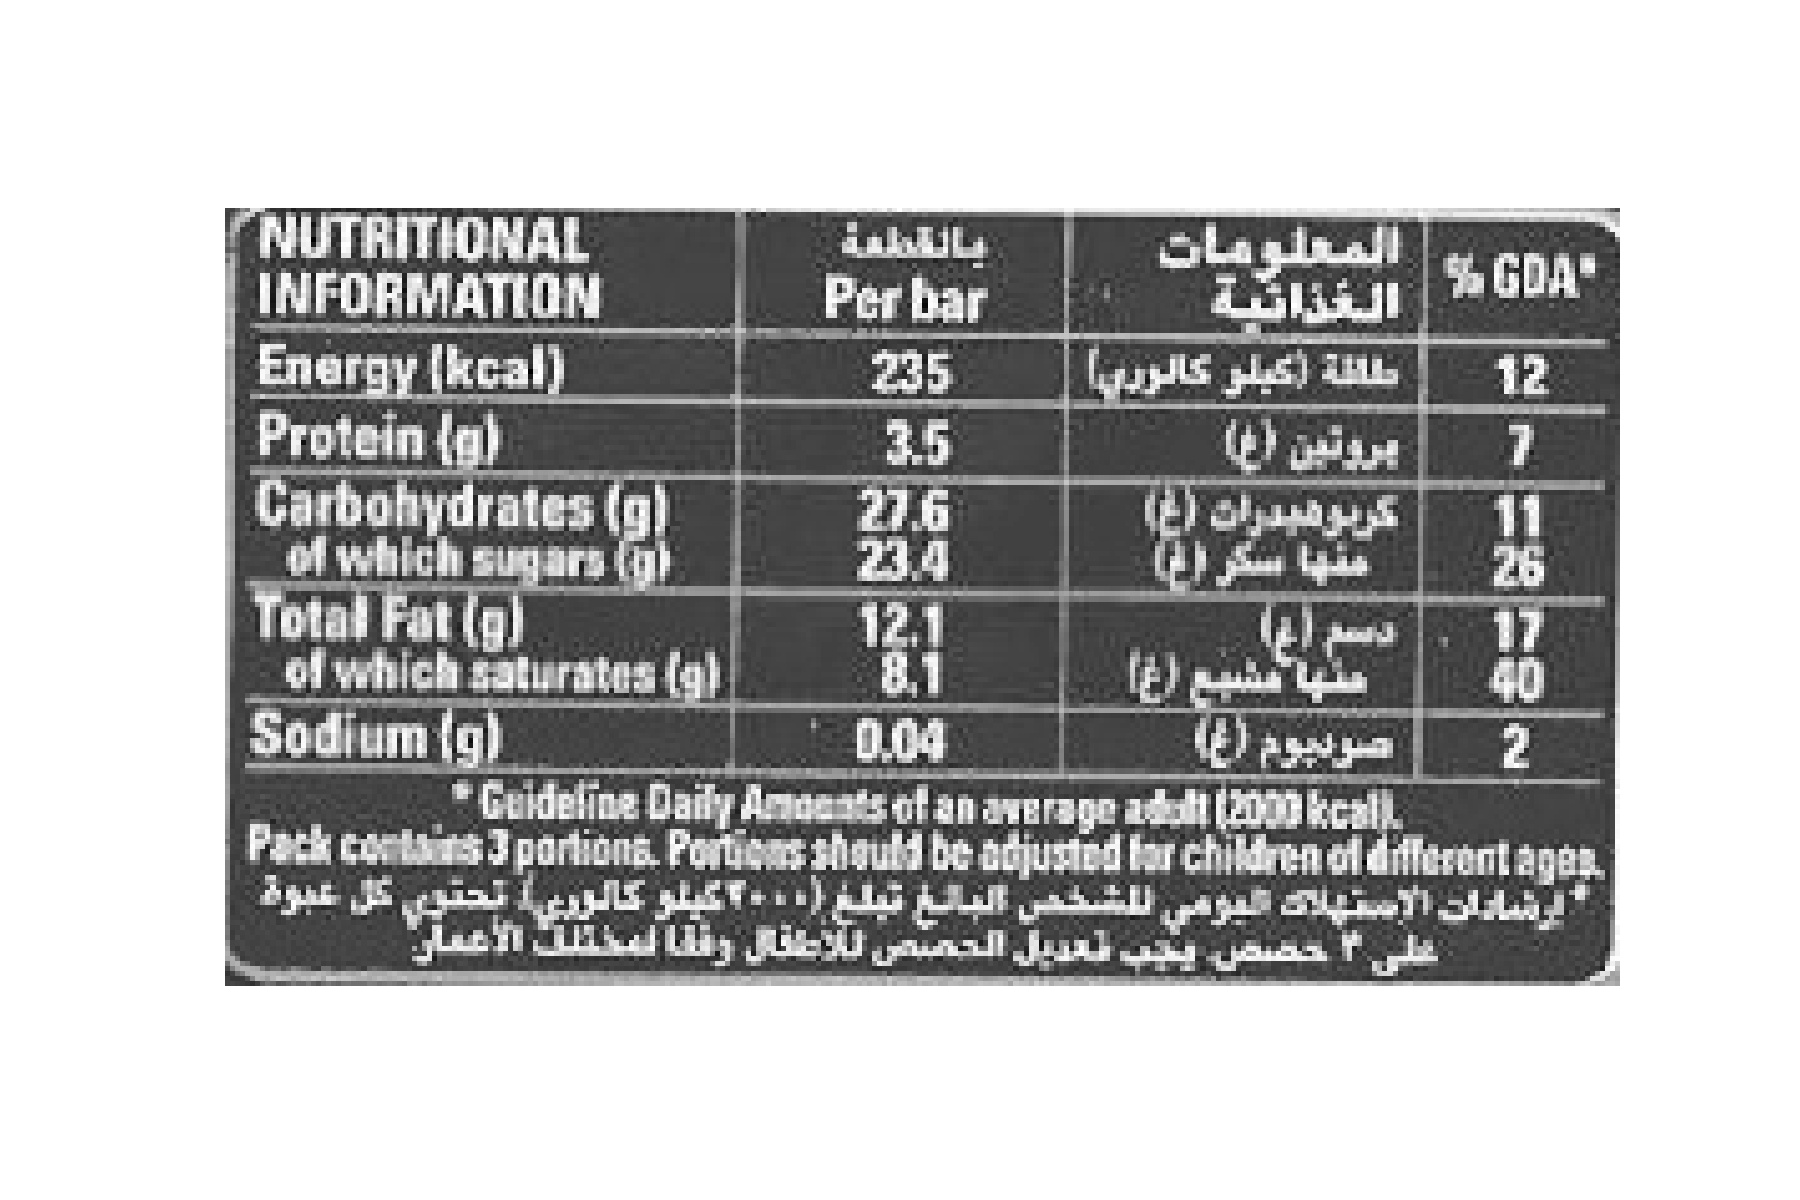 NUTRITIONAL INFORMATION بالقطعة Per bar المعلومات الغذائية % GDA*
Energy (kcal) 235 طاقة (كيلو كالوري) 12
Protein (g) 3.5 بروتين (غ) 7
Carbohydrates (g) 27.6 كربوهيدرات (غ) 11
of which sugars (g) 23.4 منها سكر (غ) 26
Total Fat (g) 12.1 دسم (غ) 17
of which saturates (g) 8.1 منها مشبع (غ) 40
Sodium (g) 0.04 صوديوم (غ) 2
* Guideline Daily Amounts of an average adult (2000 kcal).
Pack contains 3 portions. Portions should be adjusted for children of different ages.
* إرشادات الاستهلاك اليومي للشخص البالغ تبلغ (٢٠٠٠ كيلو كالوري). تحتوي كل عبوة
على ٣ حصص. يجب تعديل الحصص للأطفال وفقا لمختلف الأعمار.